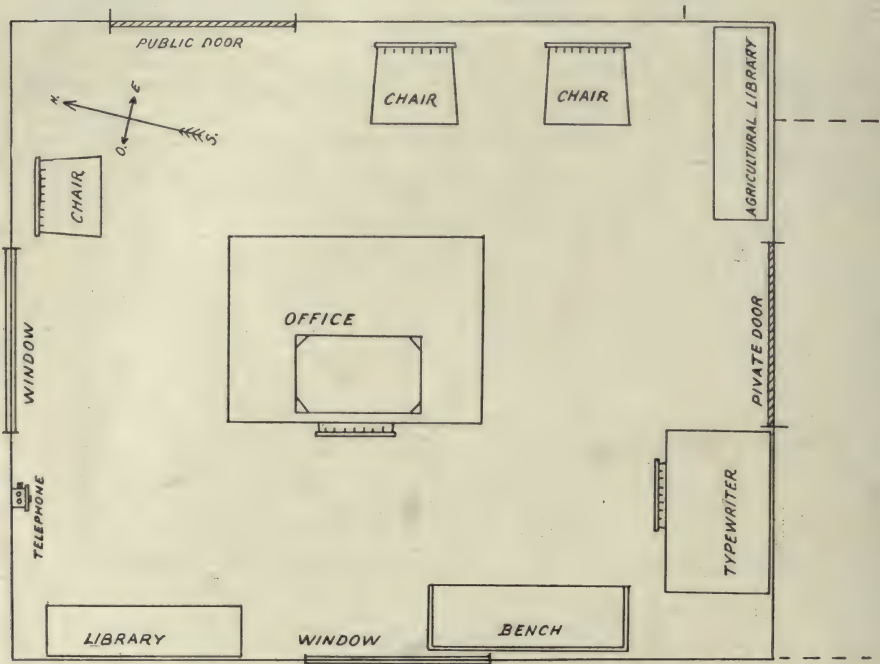 PUBLIC DOOR
N.
E
O.
S.
CHAIR
CHAIR
CHAIR
AGRICULTURAL LIBRARY
WINDOW
OFFICE
PIVATE DOOR
TELEPHONE
TYPEWRITER
LIBRARY
WINDOW
BENCH